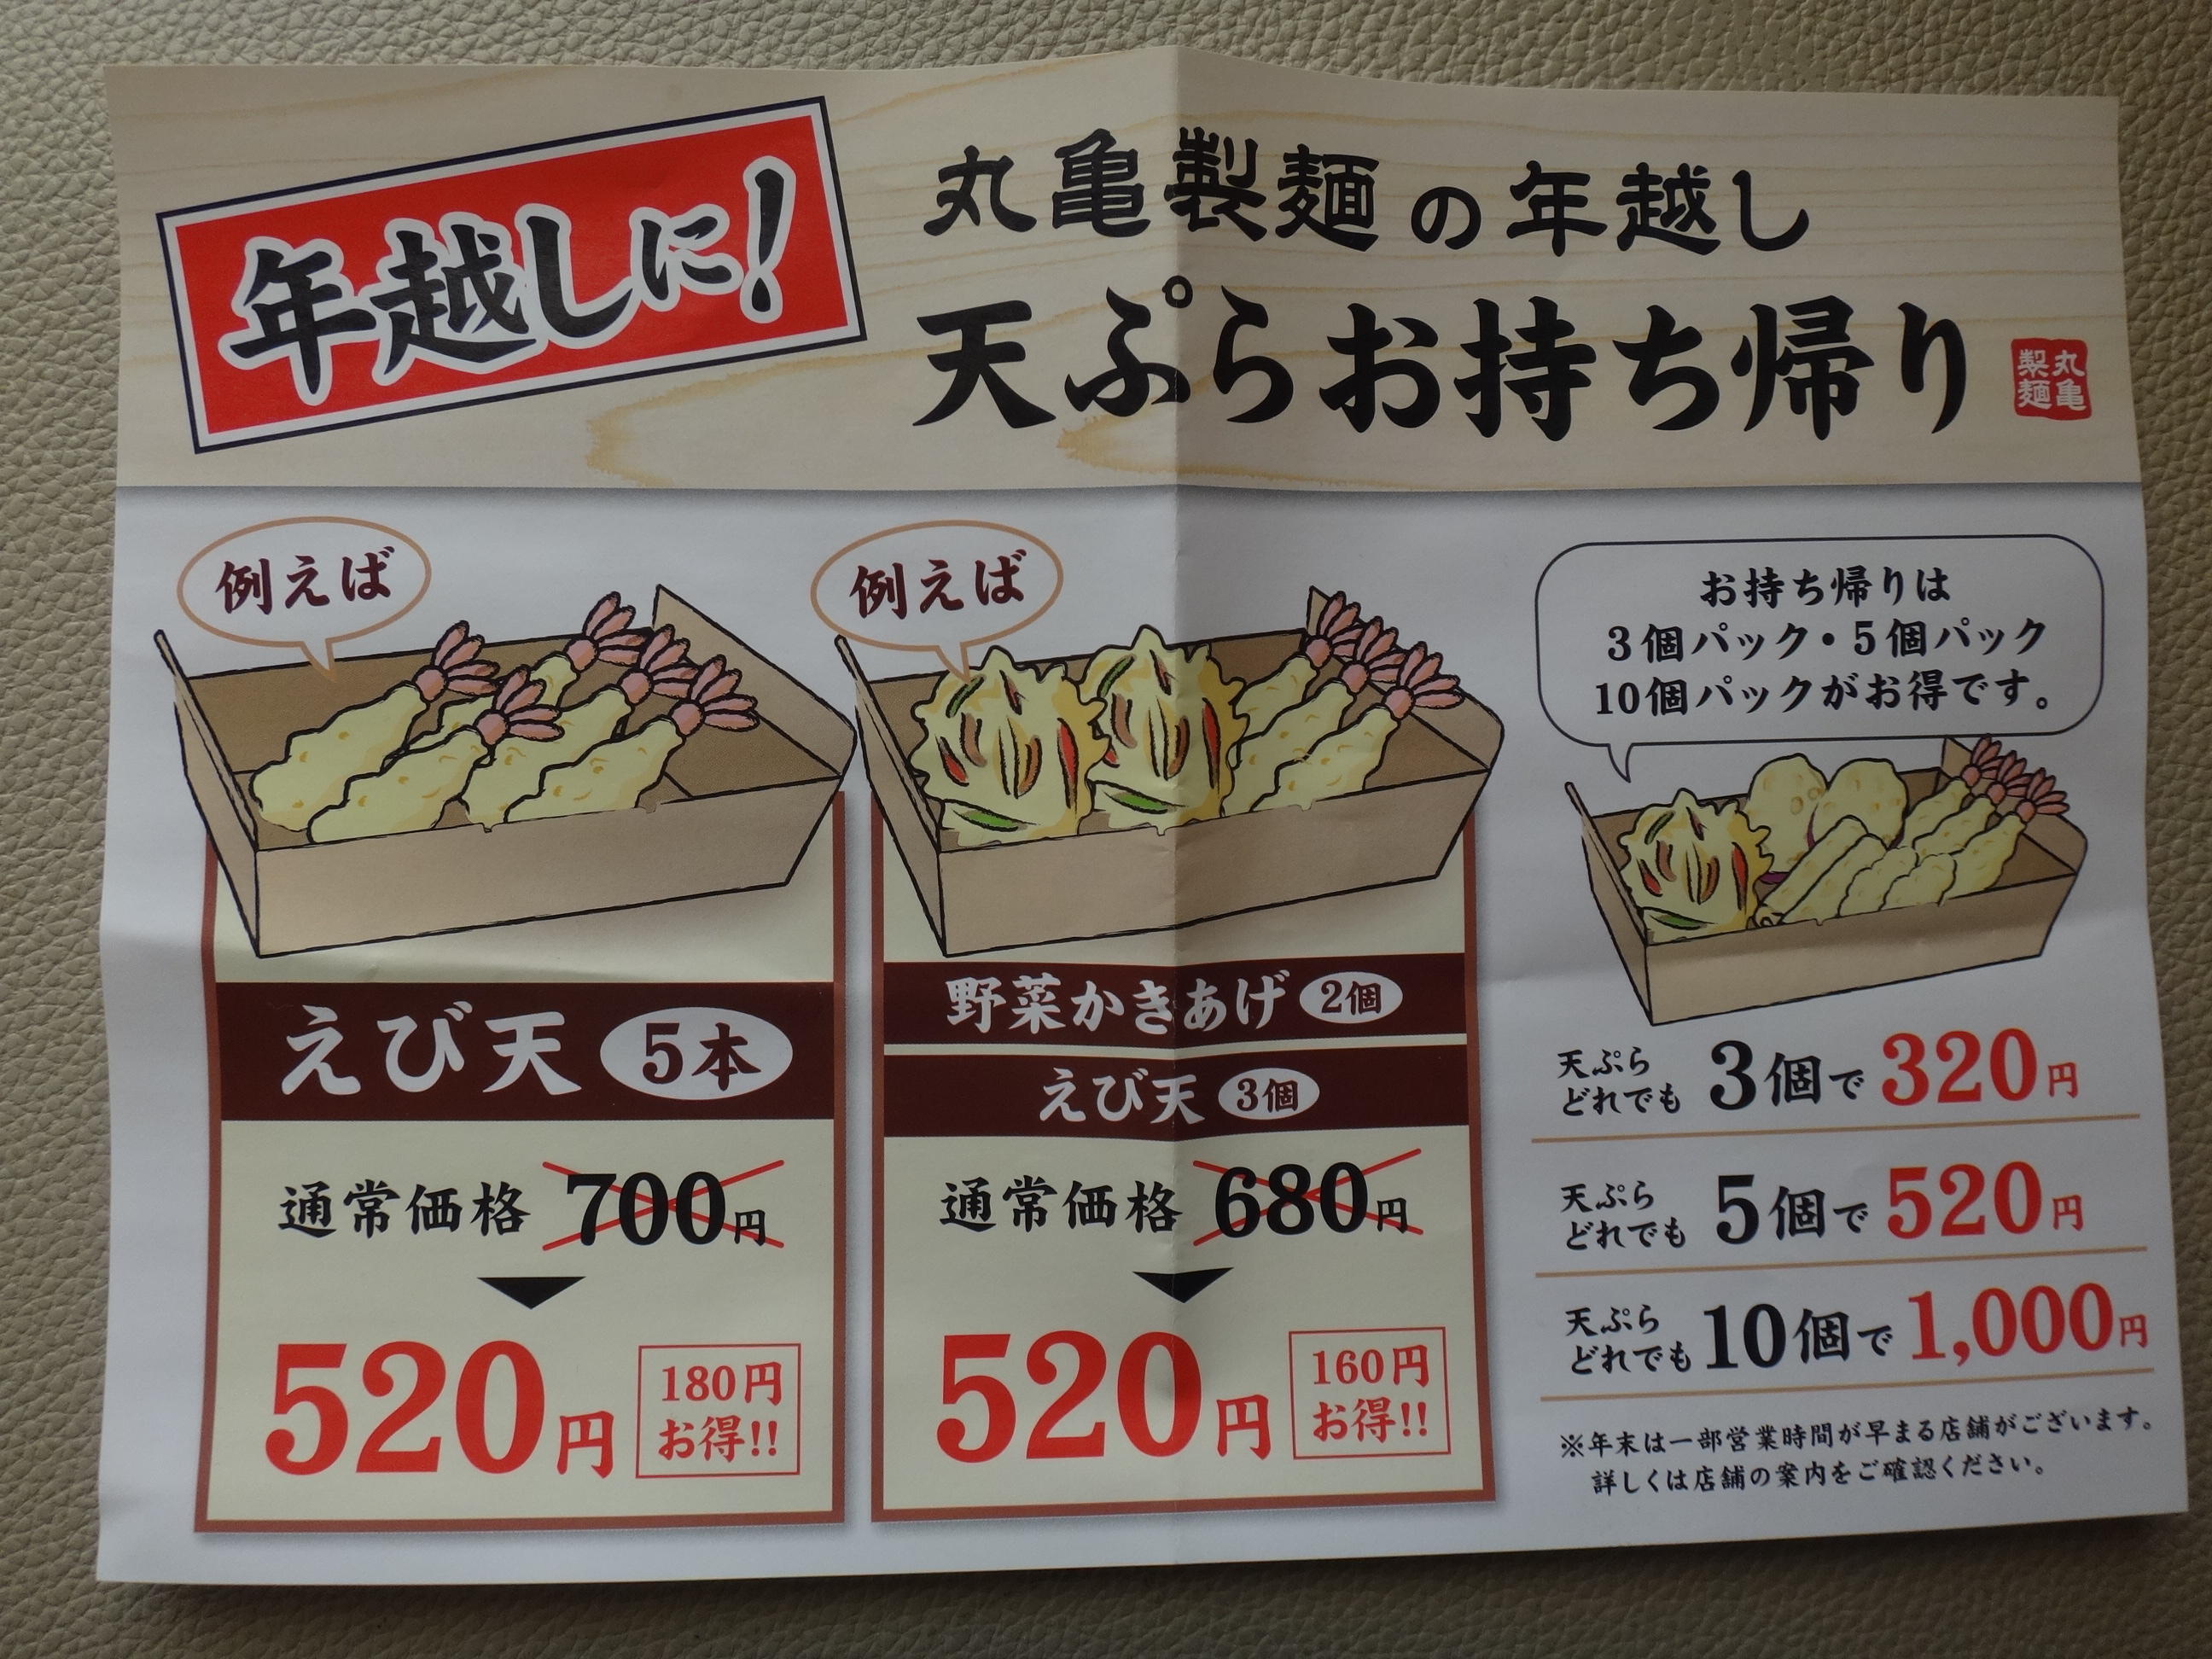 年越しに!
丸亀製麺の年越し
天ぷらお持ち帰り
丸亀
製麺
例えば
えび天 5本
通常価格 700円
520円
180円
お得!!
例えば
野菜かきあげ 2個
えび天 3個
通常価格 680円
520円
160円
お得!!
お持ち帰りは
3個パック・5個パック
10個パックがお得です。
天ぷら
どれでも 3個で 320円
天ぷら
どれでも 5個で 520円
天ぷら
どれでも 10個で 1,000円
※年末は一部営業時間が早まる店舗がございます。
詳しくは店舗の案内をご確認ください。